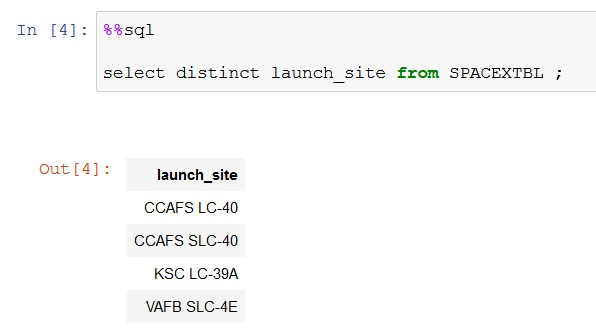 In [4]: %%sql
select distinct launch_site from SPACEXTBL ;
Out[4]:
launch_site
CCAFS LC-40
CCAFS SLC-40
KSC LC-39A
VAFB SLC-4E